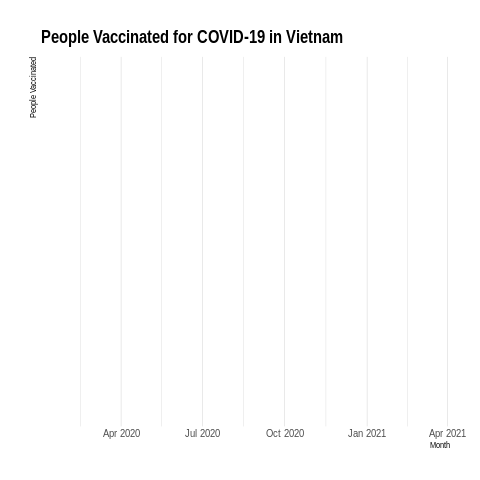 People Vaccinated for COVID-19 in Vietnam
People Vaccinated
Apr 2020
Jul 2020
Oct 2020
Jan 2021
Apr 2021
Month